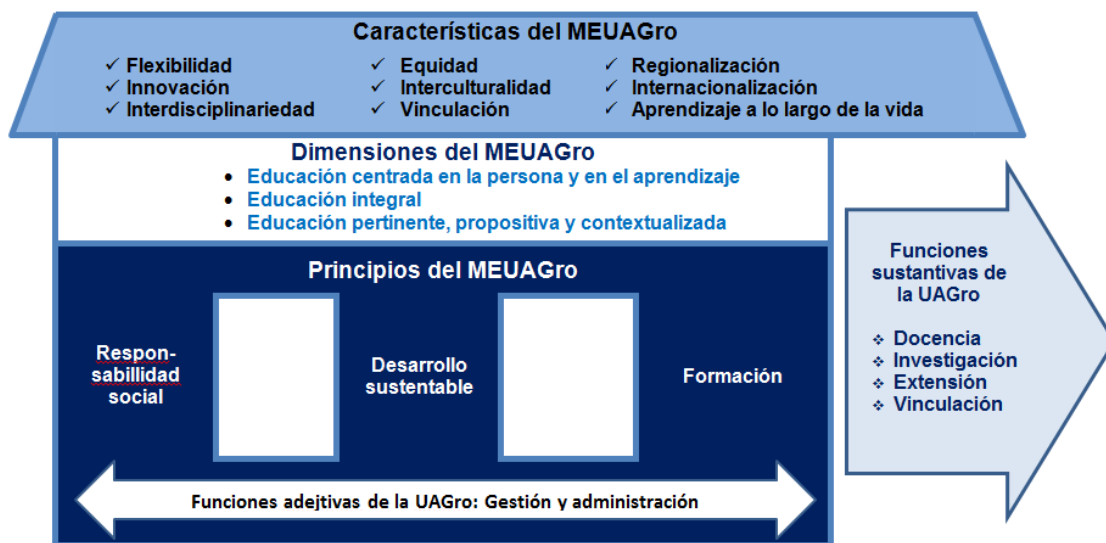 Características del MEUAGro
✓ Flexibilidad
✓ Innovación
✓ Interdisciplinariedad
✓ Equidad
✓ Interculturalidad
✓ Vinculación
✓ Regionalización
✓ Internacionalización
✓ Aprendizaje a lo largo de la vida
Dimensiones del MEUAGro
• Educación centrada en la persona y en el aprendizaje
• Educación integral
• Educación pertinente, propositiva y contextualizada
Principios del MEUAGro
Respon-
sabillidad
social
Desarrollo
sustentable
Formación
Funciones adejtivas de la UAGro: Gestión y administración
Funciones
sustantivas de
la UAGro
❖ Docencia
❖ Investigación
❖ Extensión
❖ Vinculación